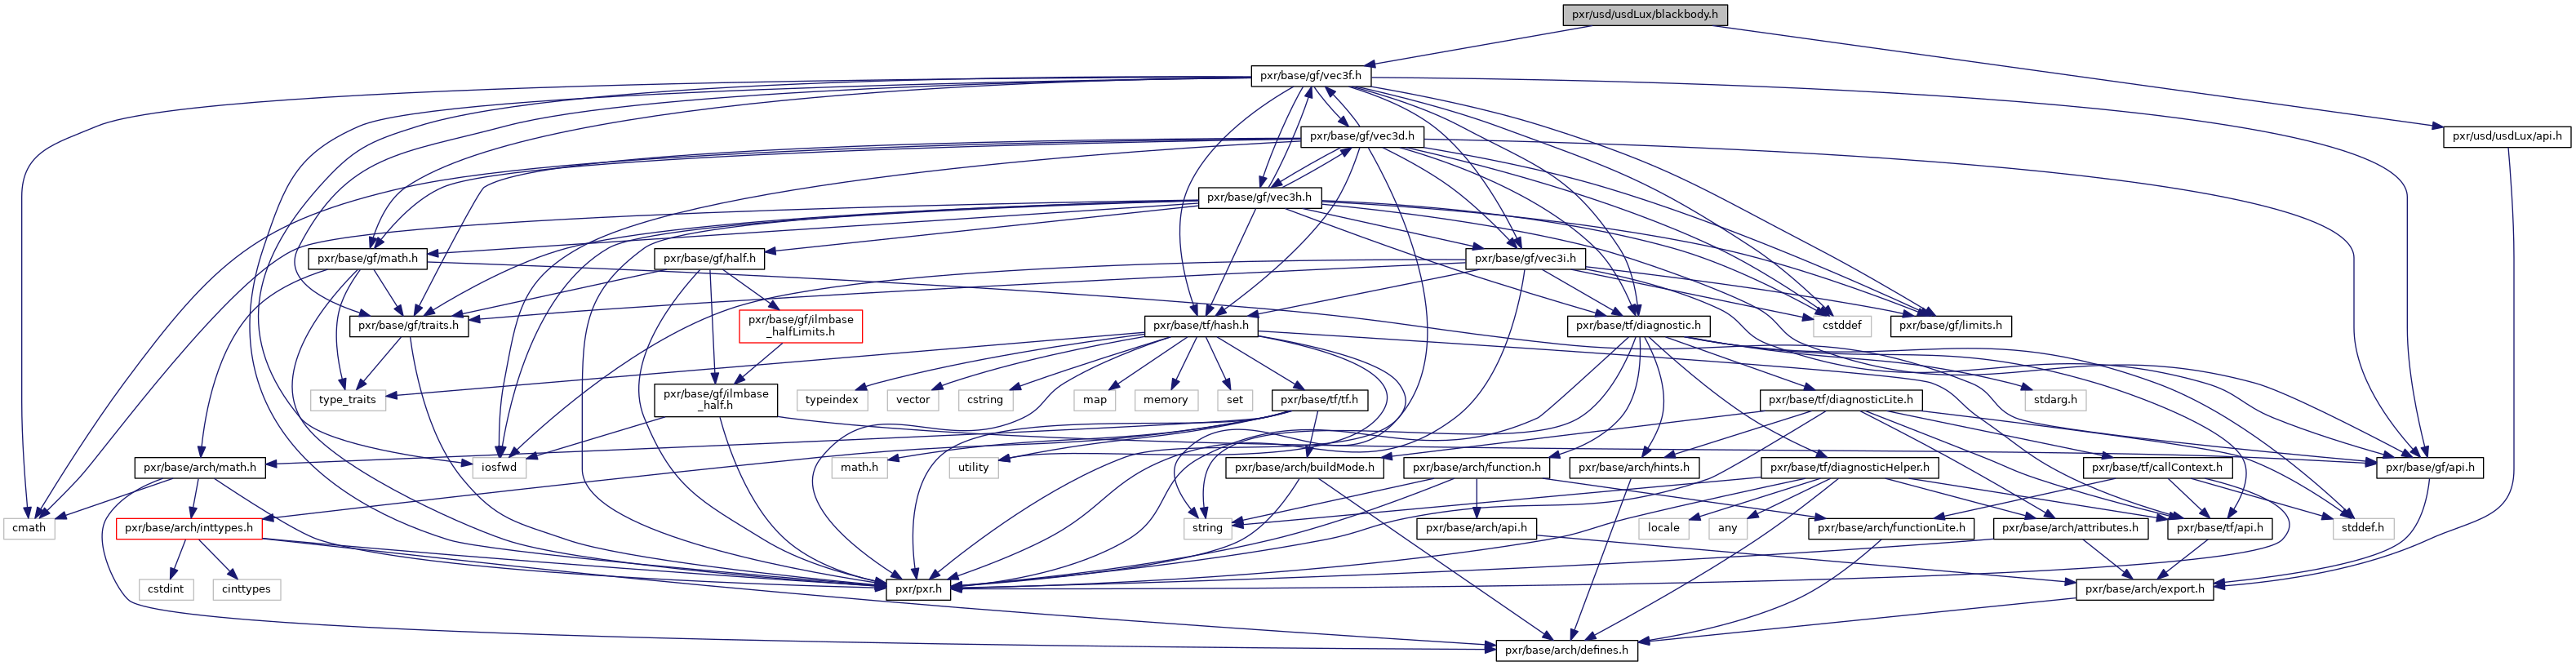 pxr/usd/usdLux/blackbody.h
pxr/base/gf/vec3f.h
pxr/base/gf/vec3d.h
pxr/usd/usdLux/api.h
pxr/base/gf/vec3h.h
pxr/base/gf/math.h
pxr/base/gf/half.h
pxr/base/gf/vec3i.h
pxr/base/gf/traits.h
pxr/base/gf/ilmbase
_halfLimits.h
pxr/base/tf/hash.h
pxr/base/tf/diagnostic.h
cstddef
pxr/base/gf/limits.h
type_traits
pxr/base/gf/ilmbase
_half.h
typeindex
vector
cstring
map
memory
set
pxr/base/tf/tf.h
pxr/base/tf/diagnosticLite.h
stdarg.h
pxr/base/arch/math.h
iosfwd
math.h
utility
pxr/base/arch/buildMode.h
pxr/base/arch/function.h
pxr/base/arch/hints.h
pxr/base/tf/diagnosticHelper.h
pxr/base/tf/callContext.h
pxr/base/gf/api.h
cmath
pxr/base/arch/inttypes.h
string
pxr/base/arch/api.h
locale
any
pxr/base/arch/functionLite.h
pxr/base/arch/attributes.h
pxr/base/tf/api.h
stddef.h
cstdint
cinttypes
pxr/pxr.h
pxr/base/arch/export.h
pxr/base/arch/defines.h